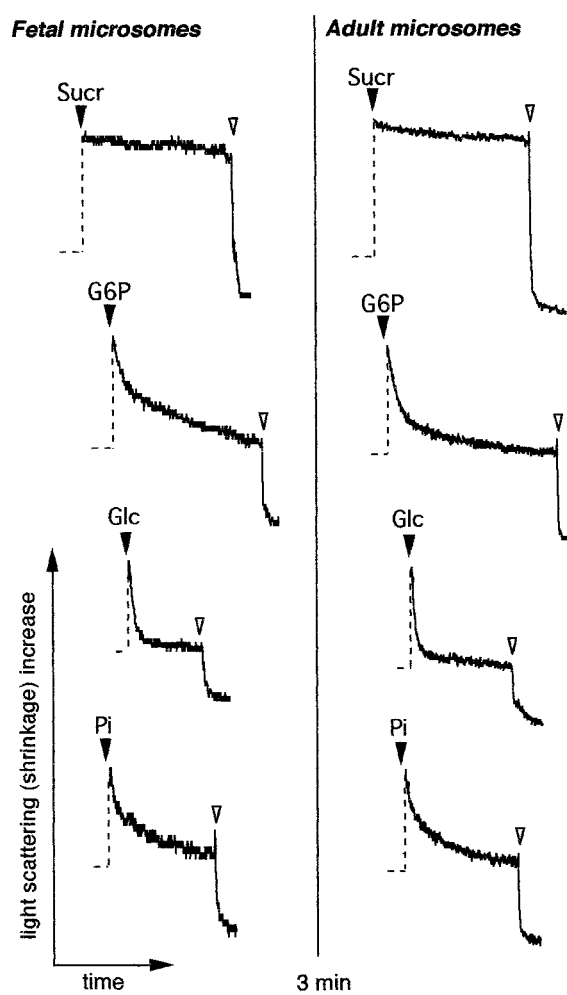 Fetal microsomes
Adult microsomes
Sucr
Sucr
G6P
G6P
Glc
Glc
Pi
Pi
light scattering (shrinkage) increase
time
3 min